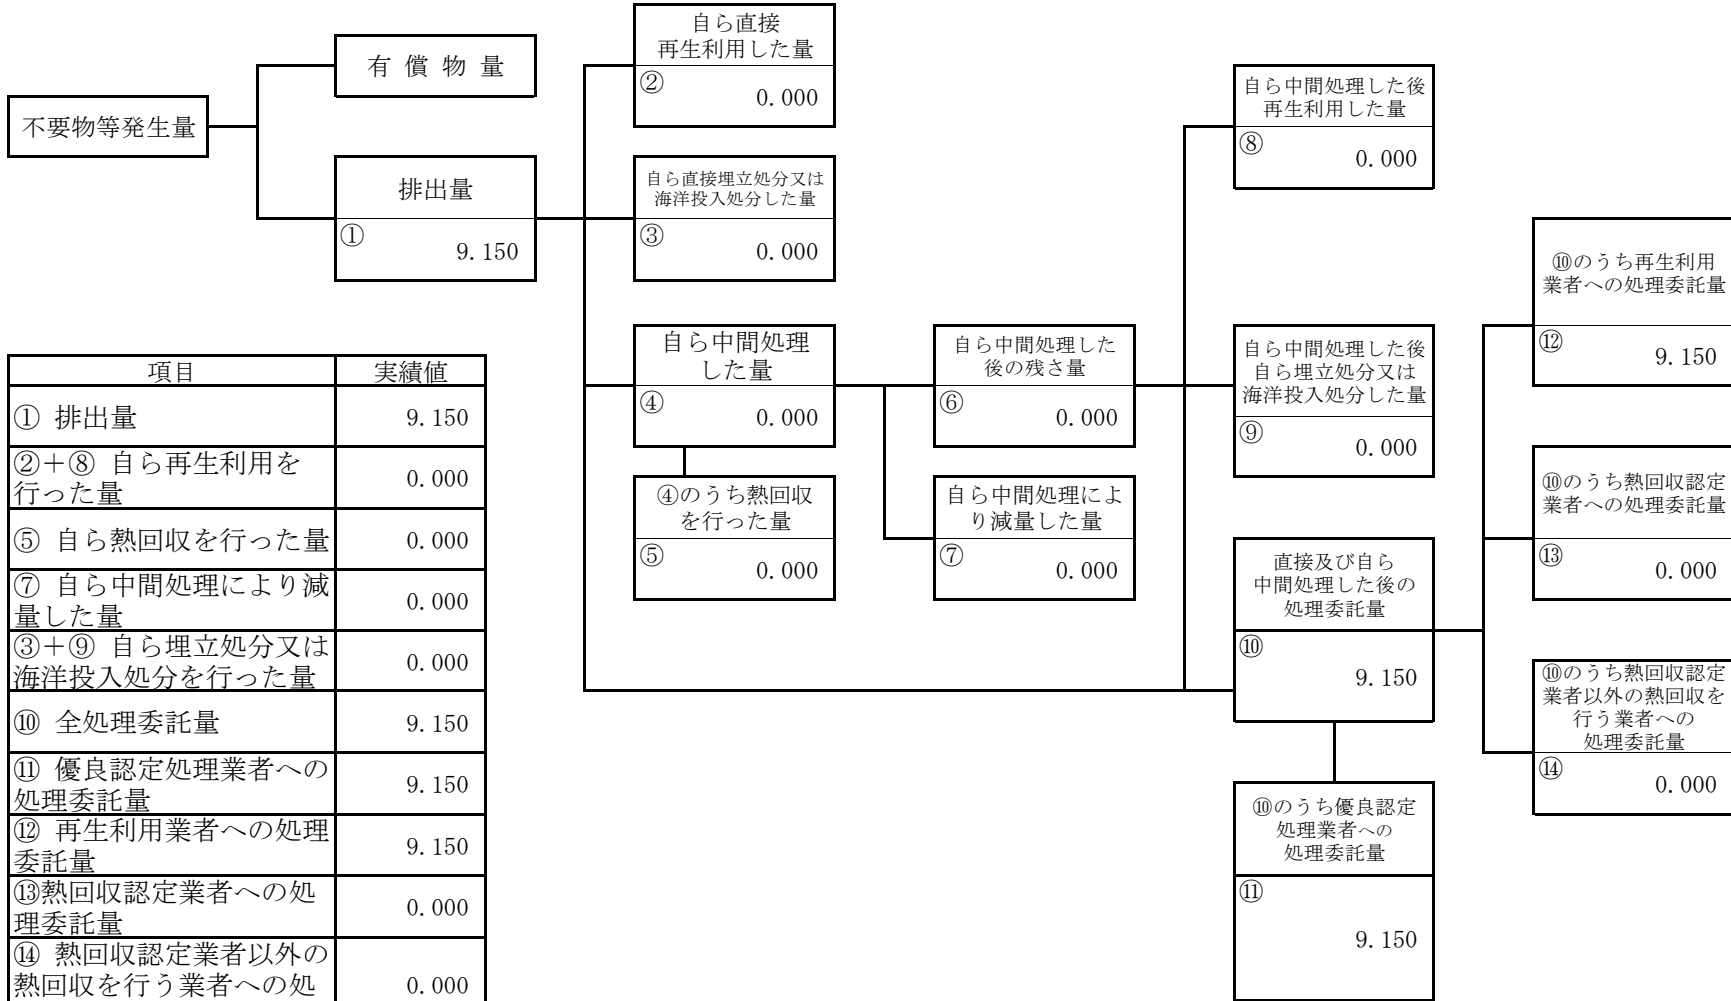 不要物等発生量
有 償 物 量
排出量
①
9.150
自ら直接
再生利用した量
②
0.000
自ら直接埋立処分又は
海洋投入処分した量
③
0.000
自ら中間処理
した量
④
0.000
④のうち熱回収
を行った量
⑤
0.000
自ら中間処理した
後の残さ量
⑥
0.000
自ら中間処理によ
り減量した量
⑦
0.000
自ら中間処理した後
再生利用した量
⑧
0.000
自ら中間処理した後
自ら埋立処分又は
海洋投入処分した量
⑨
0.000
直接及び自ら
中間処理した後の
処理委託量
⑩
9.150
⑩のうち優良認定
処理業者への
処理委託量
⑪
9.150
⑩のうち再生利用
業者への処理委託量
⑫
9.150
⑩のうち熱回収認定
業者への処理委託量
⑬
0.000
⑩のうち熱回収認定
業者以外の熱回収を
行う業者への
処理委託量
⑭
0.000
項目 実績値
① 排出量 9.150
②＋⑧ 自ら再生利用を
行った量 0.000
⑤ 自ら熱回収を行った量 0.000
⑦ 自ら中間処理により減
量した量 0.000
③＋⑨ 自ら埋立処分又は
海洋投入処分を行った量 0.000
⑩ 全処理委託量 9.150
⑪ 優良認定処理業者への
処理委託量 9.150
⑫ 再生利用業者への処理
委託量 9.150
⑬熱回収認定業者への処
理委託量 0.000
⑭ 熱回収認定業者以外の
熱回収を行う業者への処 0.000